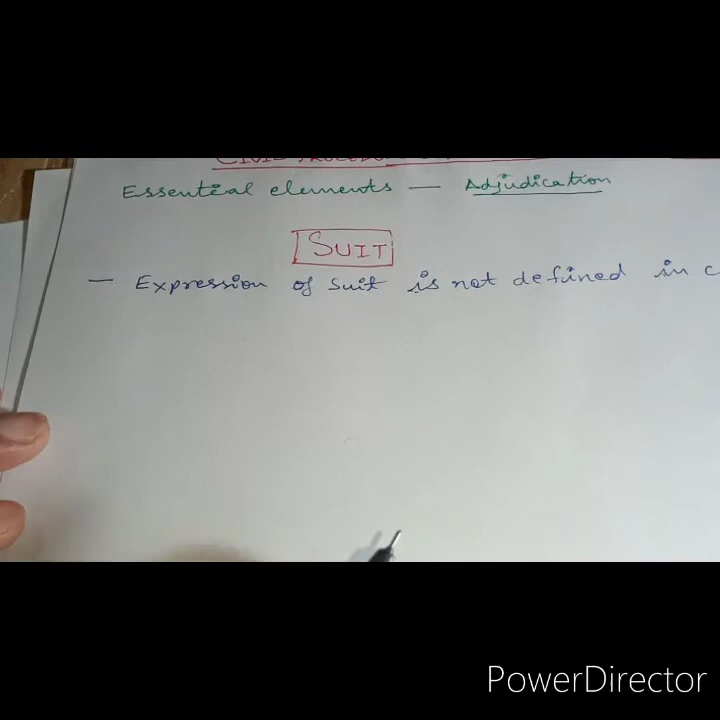 Essential elements — Adjudication
SUIT
— Expression of suit is not defined in c
PowerDirector